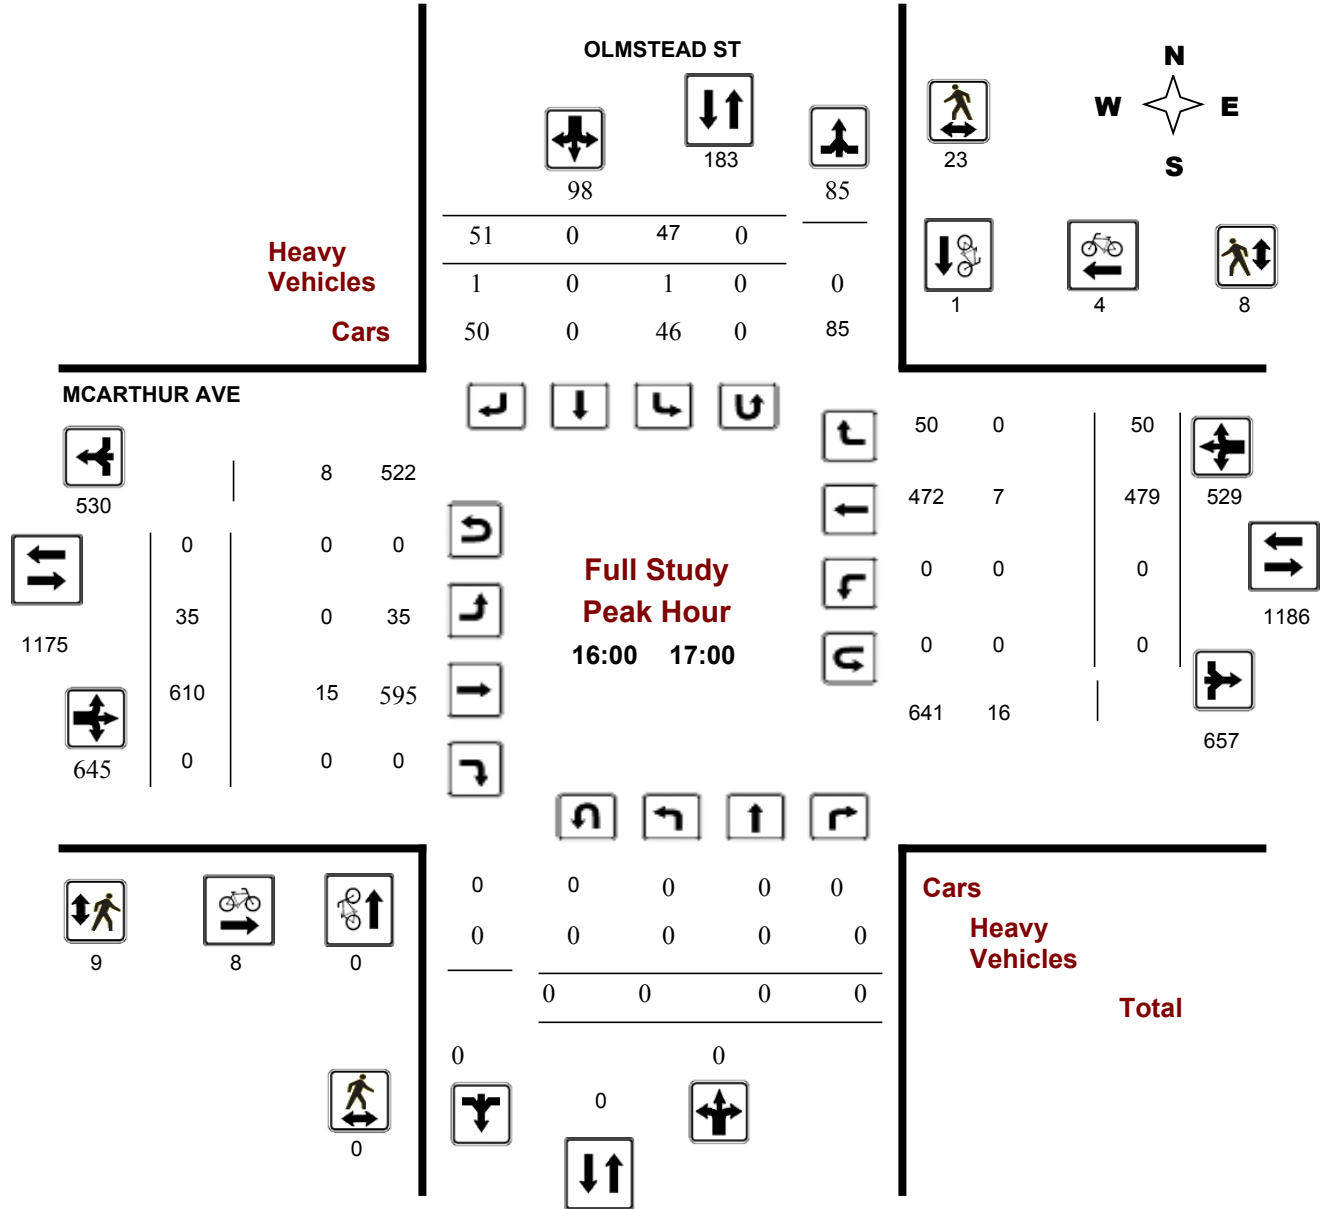 OLMSTEAD ST
N
W E
S
183
23
98 85
51 0 47 0
Heavy
Vehicles
1 0 1 0 0
1 4 8
Cars
50 0 46 0 85
MCARTHUR AVE
50 0 50
8 522
530
472 7 479 529
0 0 0
Full Study
Peak Hour
16:00 17:00
0 0 0
35 0 35
1175
1186
0 0 0
610 15 595
641 16
657
645
0 0 0
0 0 0 0 0
Cars
0 0 0 0 0
Heavy
Vehicles
9 8 0
0 0 0 0
Total
0 0
0
0